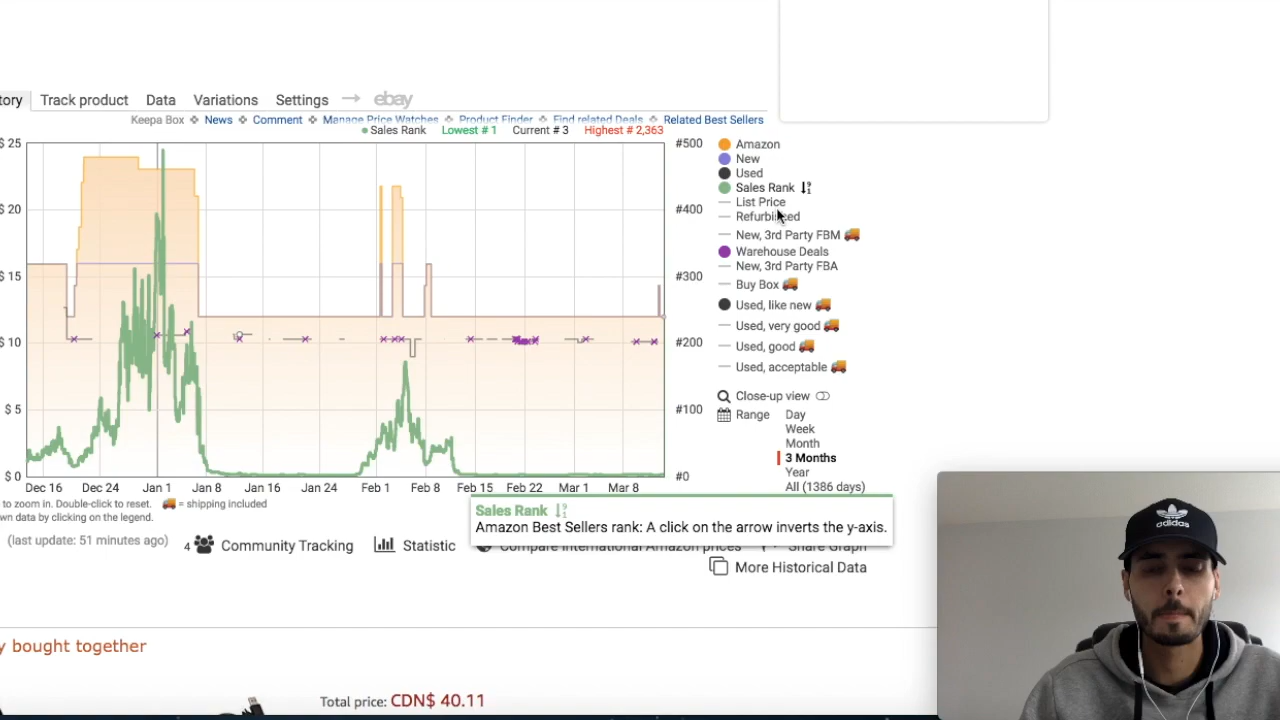 tory Track product Data Variations Settings ebay
Keepa Box News Comment Manage Price Watches Product Finder Find related Deals Related Best Sellers
Sales Rank Lowest # 1 Current # 3 Highest # 2,363
$ 25
$ 20
$ 15
$ 10
$ 5
$ 0
#500
#400
#300
#200
#100
#0
Dec 16 Dec 24 Jan 1 Jan 8 Jan 16 Jan 24 Feb 1 Feb 8 Feb 15 Feb 22 Mar 1 Mar 8
Amazon
New
Used
Sales Rank
List Price
Refurbished
New, 3rd Party FBM
Warehouse Deals
New, 3rd Party FBA
Buy Box
Used, like new
Used, very good
Used, good
Used, acceptable
Close-up view
Range Day
Week
Month
3 Months
Year
All (1386 days)
to zoom in. Double-click to reset. = shipping included
wn data by clicking on the legend.
(last update: 51 minutes ago)
4 Community Tracking Statistic Compare International Amazon prices Share Graph
Sales Rank
Amazon Best Sellers rank: A click on the arrow inverts the y-axis.
More Historical Data
y bought together
Total price: CDN$ 40.11
adidas